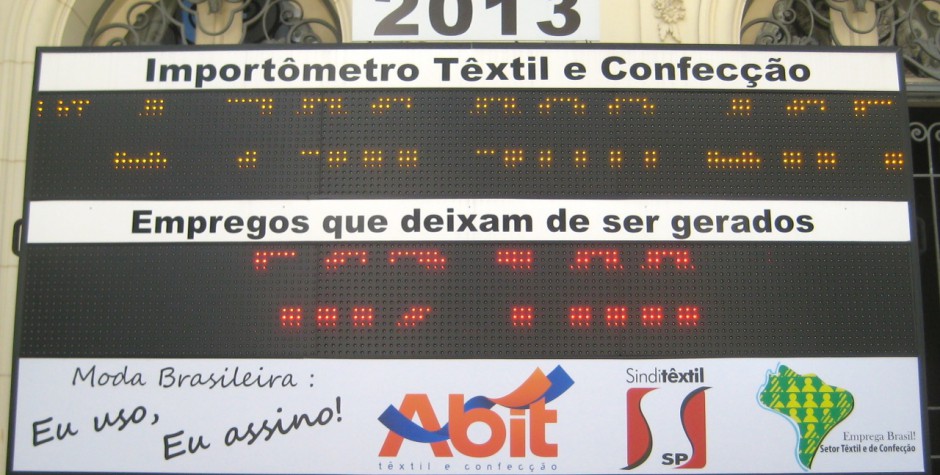 2013
Importômetro Têxtil e Confecção
Empregos que deixam de ser gerados
Moda Brasileira :
Eu uso,
Eu assino!
Abit
têxtil e confecção
Sinditêxtil
SP
Emprega Brasil!
Setor Têxtil e de Confecção